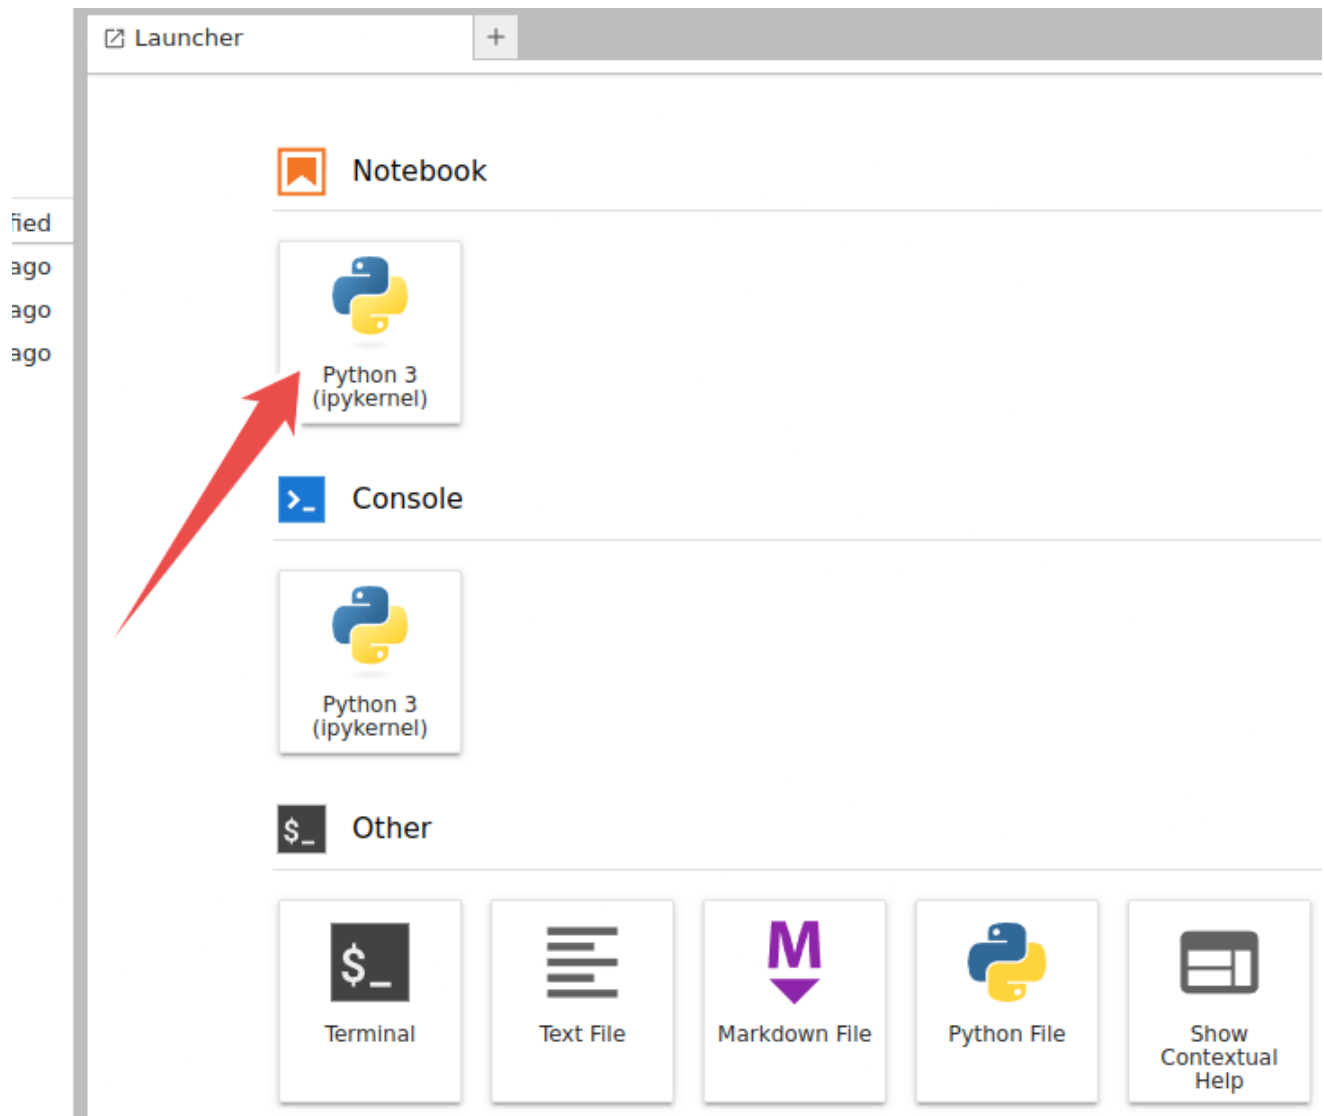 Launcher
+
Notebook
fied
ago
ago
ago
Python 3
(ipykernel)
Console
Python 3
(ipykernel)
$_
Other
$_
Terminal
Text File
M
Markdown File
Python File
Show
Contextual
Help